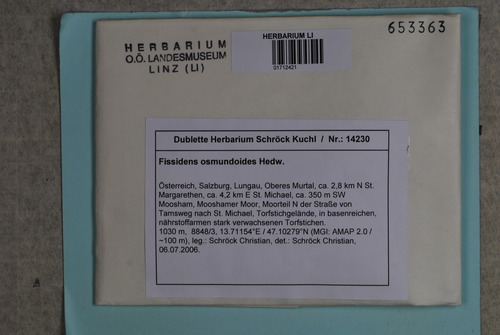 653363
HERBARIUM
O.Ö. LANDESMUSEUM
LINZ (LI)
HERBARIUM LI
01712421
Dublette Herbarium Schröck Kuchl / Nr.: 14230
Fissidens osmundoides Hedw.
Österreich, Salzburg, Lungau, Oberes Murtal, ca. 2,8 km N St.
Margarethen, ca. 4,2 km E St. Michael, ca. 350 m SW
Moosham, Mooshamer Moor, Moorteil N der Straße von
Tamsweg nach St. Michael, Torfstichgelände, in basenreichen,
nährstoffarmen stark verwachsenen Torfstichen.
1030 m, 8848/3, 13.71154°E / 47.10279°N (MGI: AMAP 2.0 /
~100 m), leg.: Schröck Christian, det.: Schröck Christian,
06.07.2006.